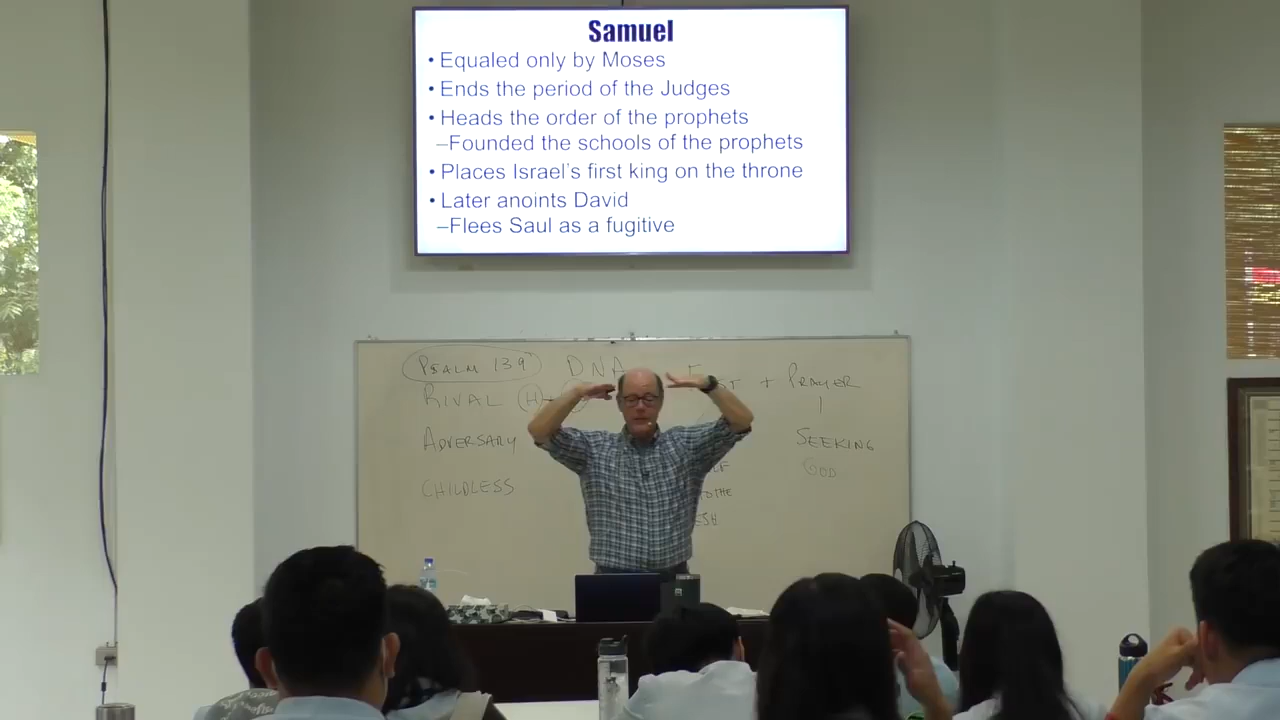 Samuel
• Equaled only by Moses
• Ends the period of the Judges
• Heads the order of the prophets
–Founded the schools of the prophets
• Places Israel's first king on the throne
• Later anoints David
–Flees Saul as a fugitive
PSALM 139 DNA + PRAYER
RIVAL (H)
ADVERSARY SEEKING
GOD
CHILDLESS